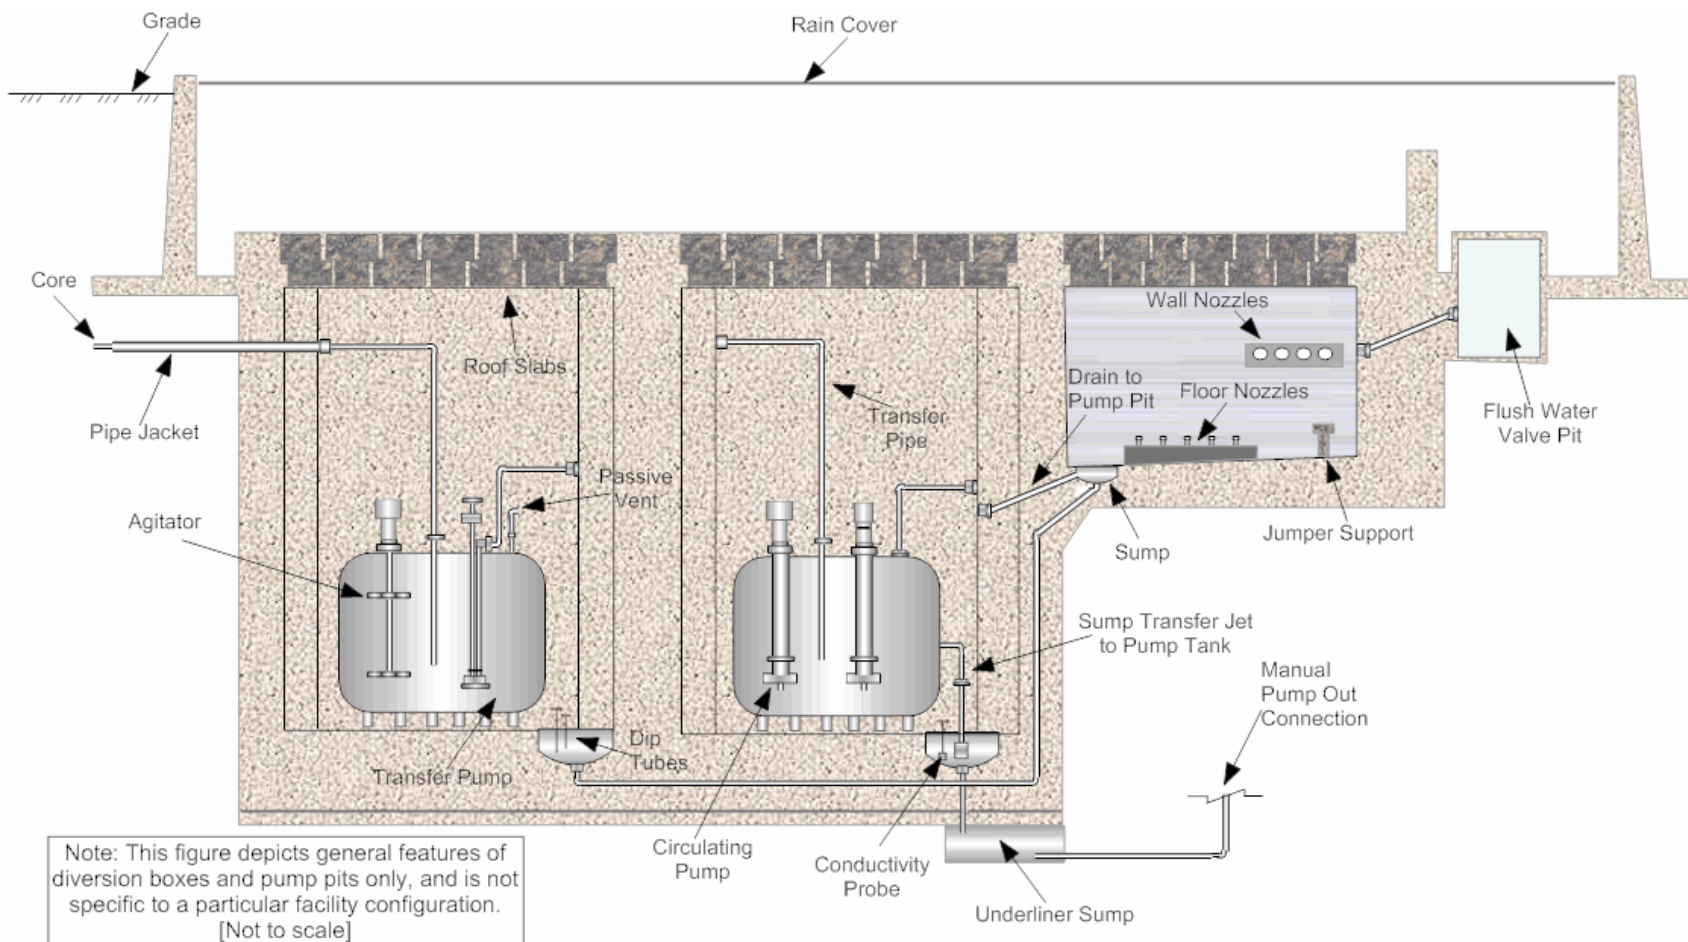 Grade
Rain Cover
Core
Pipe Jacket
Roof Slabs
Wall Nozzles
Drain to
Pump Pit
Floor Nozzles
Transfer
Pipe
Flush Water
Valve Pit
Passive
Vent
Agitator
Sump
Jumper Support
Sump Transfer Jet
to Pump Tank
Manual
Pump Out
Connection
Dip
Tubes
Transfer Pump
Circulating
Pump
Conductivity
Probe
Underliner Sump
Note: This figure depicts general features of
diversion boxes and pump pits only, and is not
specific to a particular facility configuration.
[Not to scale]